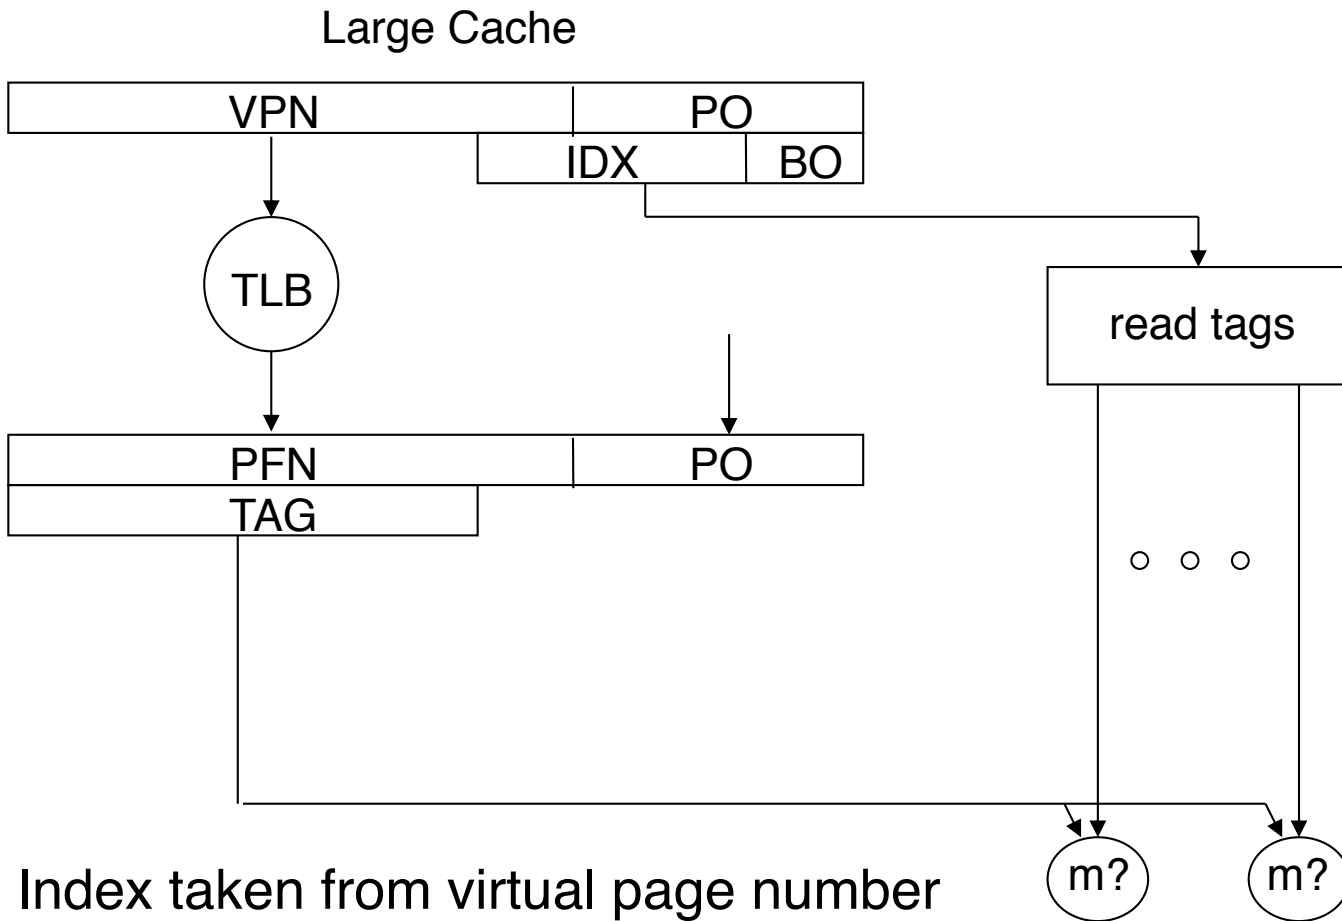 Large Cache
VPN PO
IDX BO
TLB
read tags
PFN PO
TAG
m? m?
Index taken from virtual page number